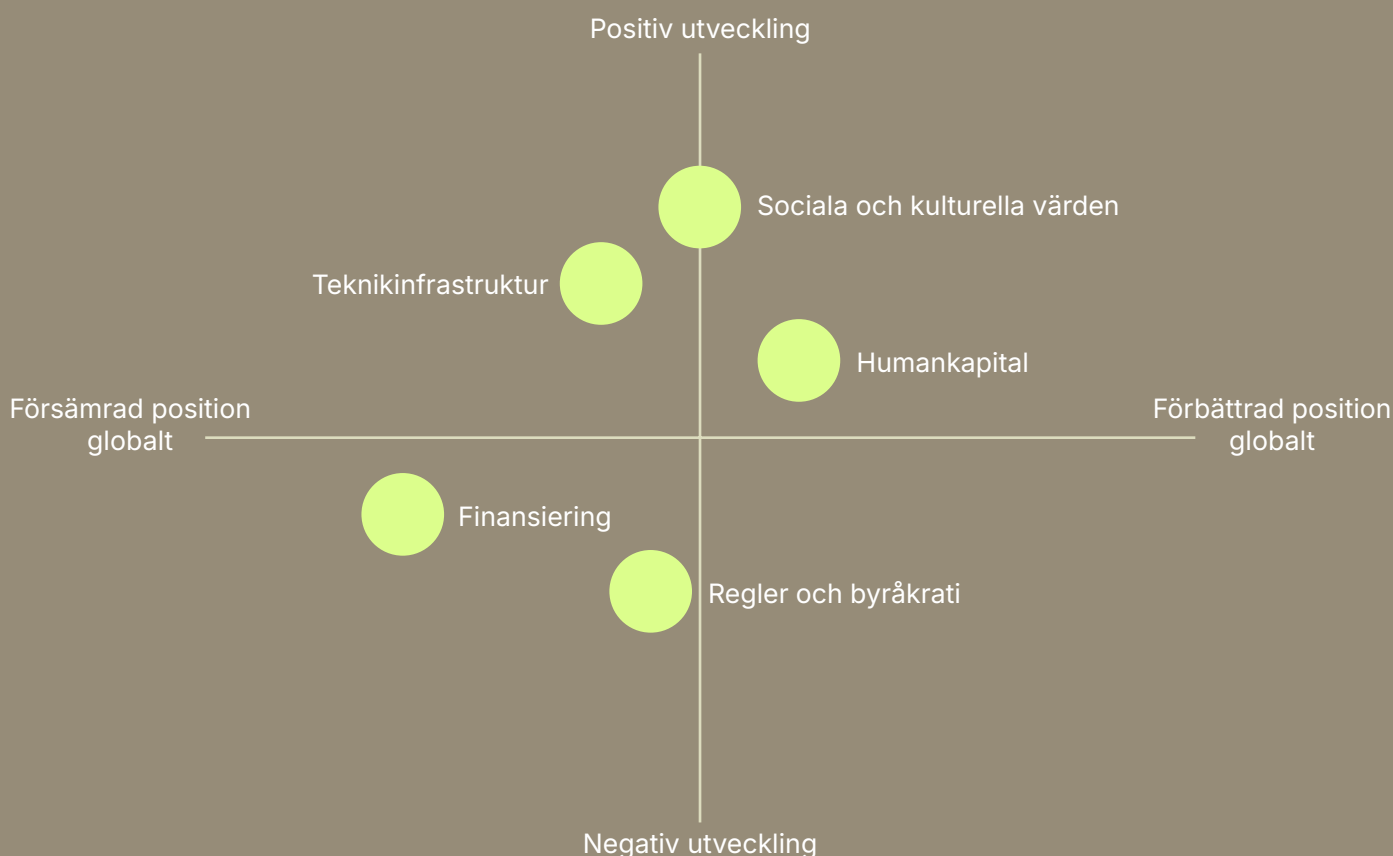 Positiv utveckling
Sociala och kulturella värden
Teknikinfrastruktur
Humankapital
Försämrad position
globalt
Förbättrad position
globalt
Finansiering
Regler och byråkrati
Negativ utveckling